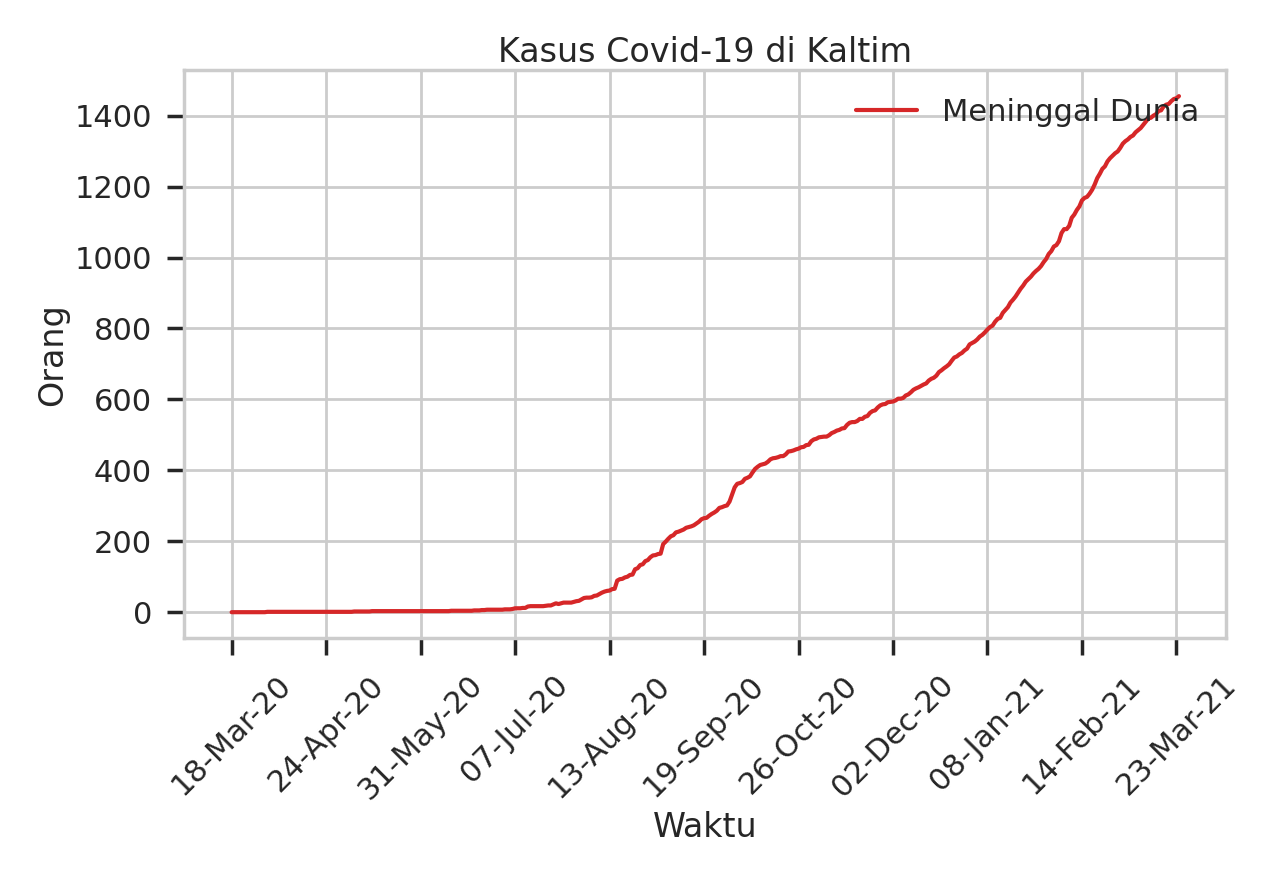 Kasus Covid-19 di Kaltim
Meninggal Dunia
1400
1200
1000
800
600
400
200
0
Orang
18-Mar-20
24-Apr-20
31-May-20
07-Jul-20
13-Aug-20
19-Sep-20
26-Oct-20
02-Dec-20
08-Jan-21
14-Feb-21
23-Mar-21
Waktu